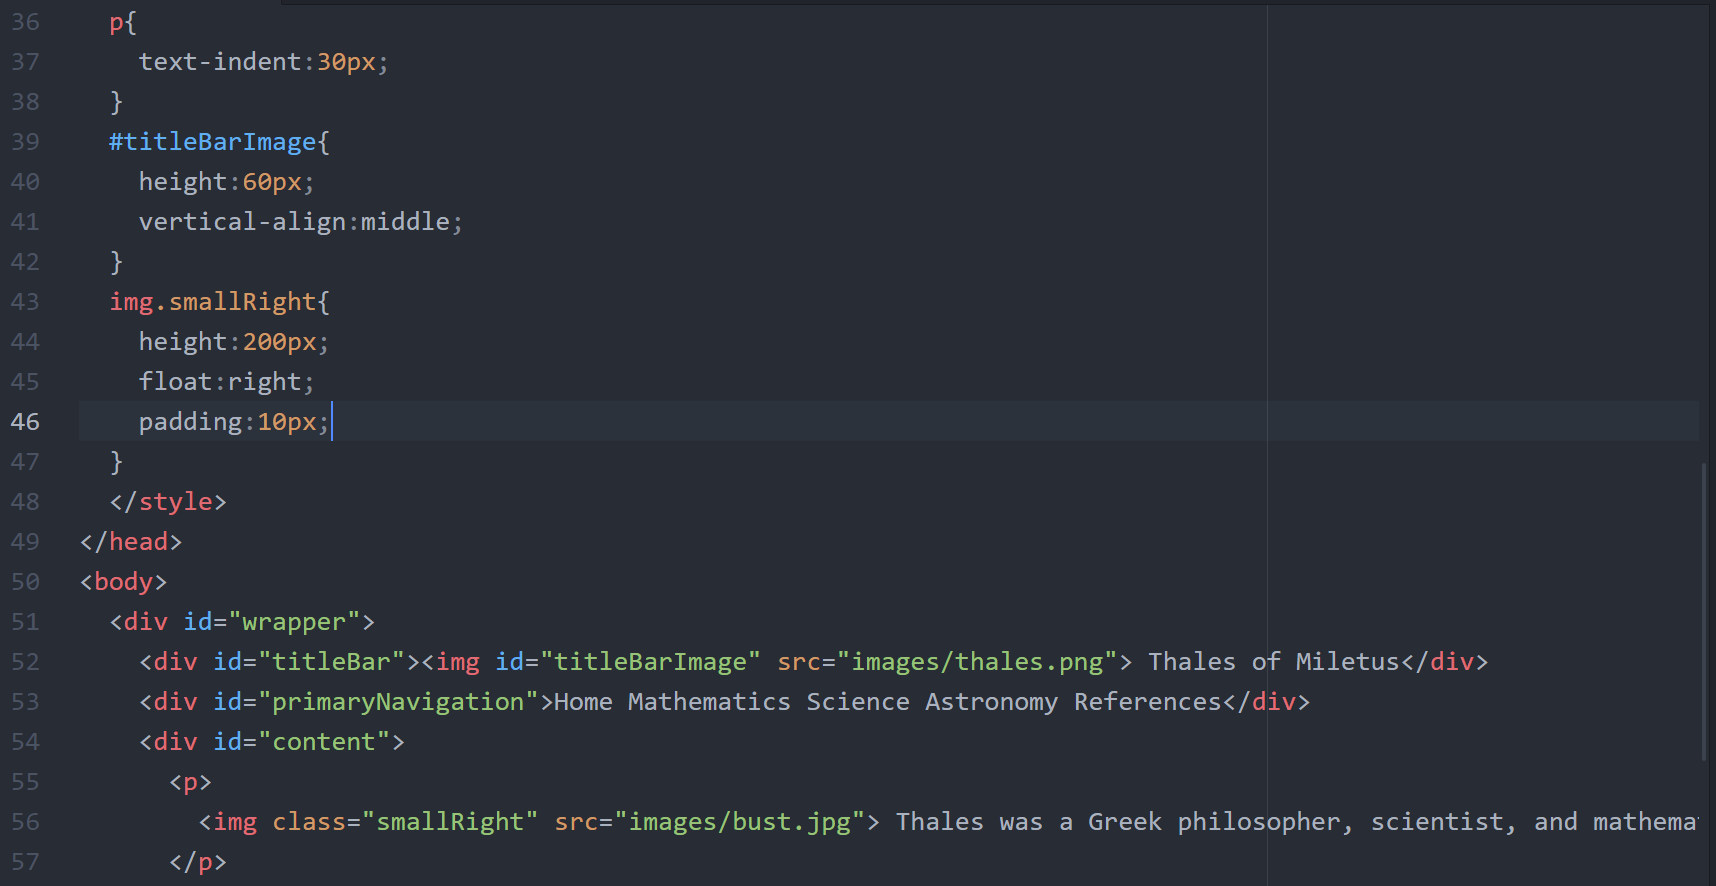 36 p{
37 text-indent:30px;
38 }
39 #titleBarImage{
40 height:60px;
41 vertical-align:middle;
42 }
43 img.smallRight{
44 height:200px;
45 float:right;
46 padding:10px;
47 }
48 </style>
49 </head>
50 <body>
51 <div id="wrapper">
52 <div id="titleBar"><img id="titleBarImage" src="images/thales.png"> Thales of Miletus</div>
53 <div id="primaryNavigation">Home Mathematics Science Astronomy References</div>
54 <div id="content">
55 <p>
56 <img class="smallRight" src="images/bust.jpg"> Thales was a Greek philosopher, scientist, and
57 </p>